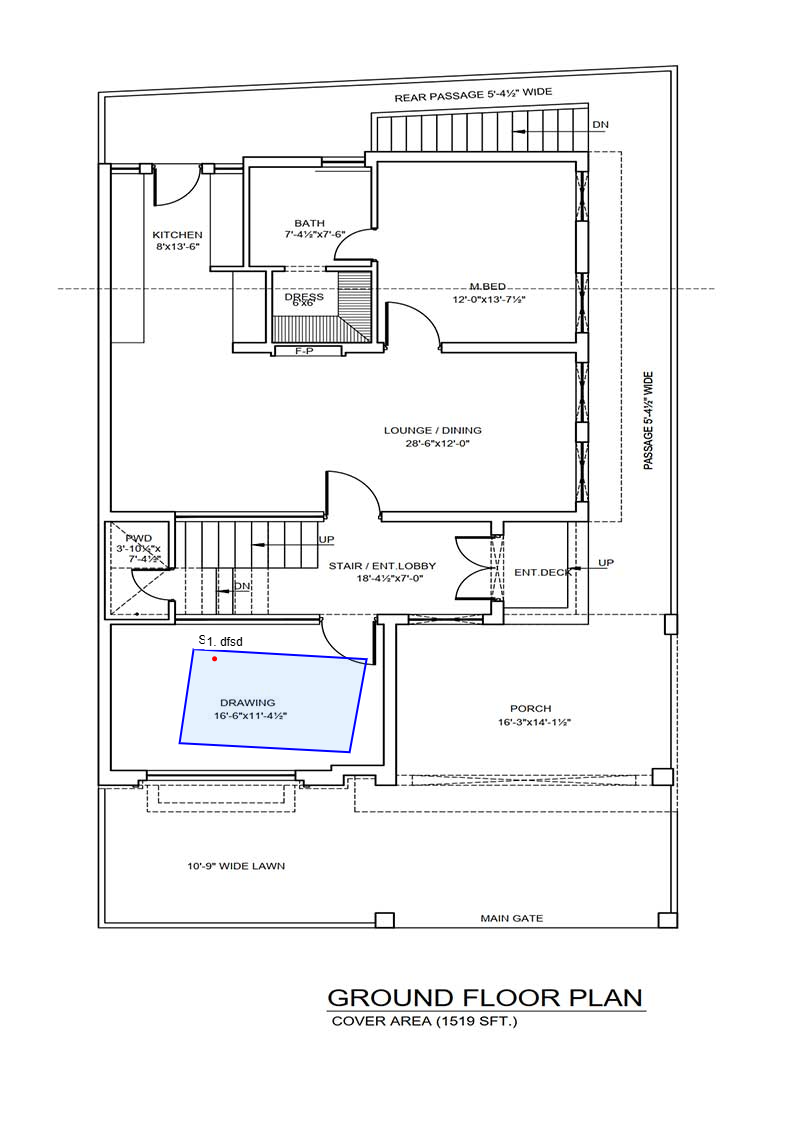 REAR PASSAGE 5'-4½" WIDE
DN
BATH
7'-4½"x7'-6"
KITCHEN
8'x13'-6"
M.BED
12'-0"x13'-7½"
DRESS
6'x6'
F-P
PASSAGE 5'-4½" WIDE
LOUNGE / DINING
28'-6"x12'-0"
PWD
3'-10½"x
7'-4½"
UP
STAIR / ENT.LOBBY
18'-4½"x7'-0"
DN
UP
ENT.DECK
S1. dfsd
DRAWING
16'-6"x11'-4½"
PORCH
16'-3"x14'-1½"
10'-9" WIDE LAWN
MAIN GATE
GROUND FLOOR PLAN
COVER AREA (1519 SFT.)